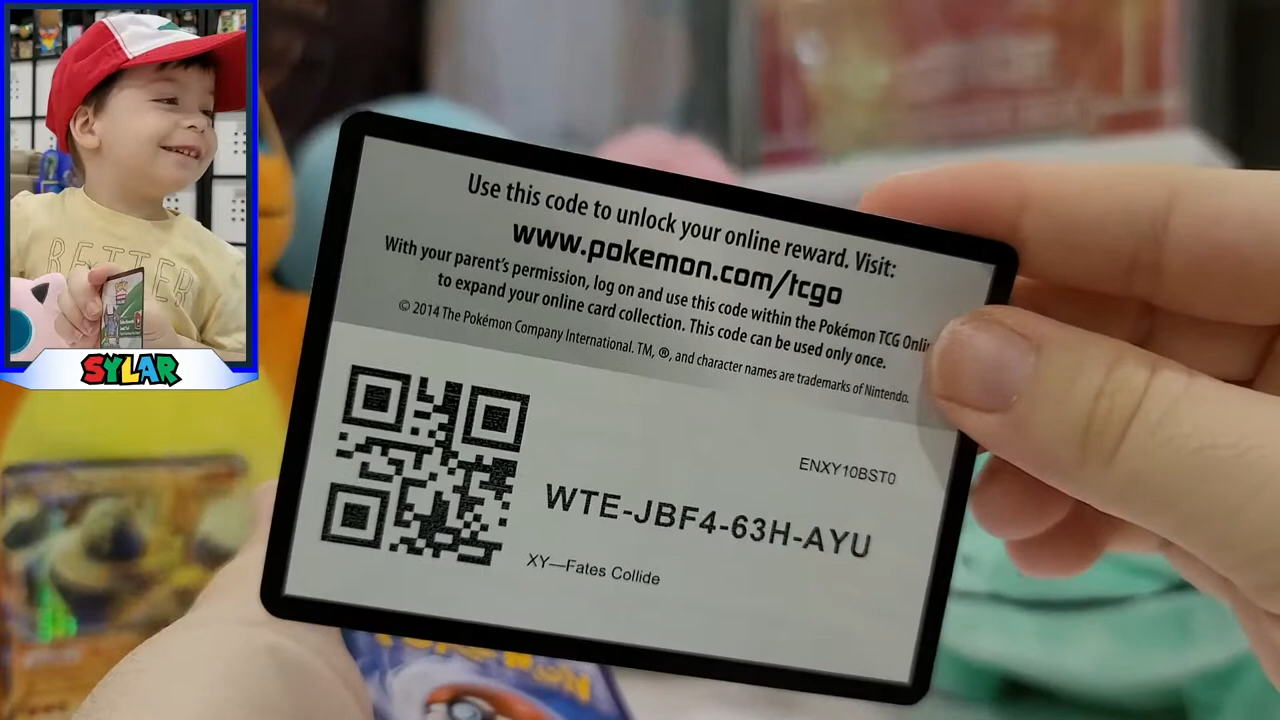 BETTER
SYLAR
Use this code to unlock your online reward. Visit:
www.pokemon.com/tcgo
With your parent's permission, log on and use this code within the Pokémon TCG Onlin
to expand your online card collection. This code can be used only once.
© 2014 The Pokémon Company International. TM, ®, and character names are trademarks of Nintendo.
ENXY10BST0
WTE-JBF4-63H-AYU
XY—Fates Collide